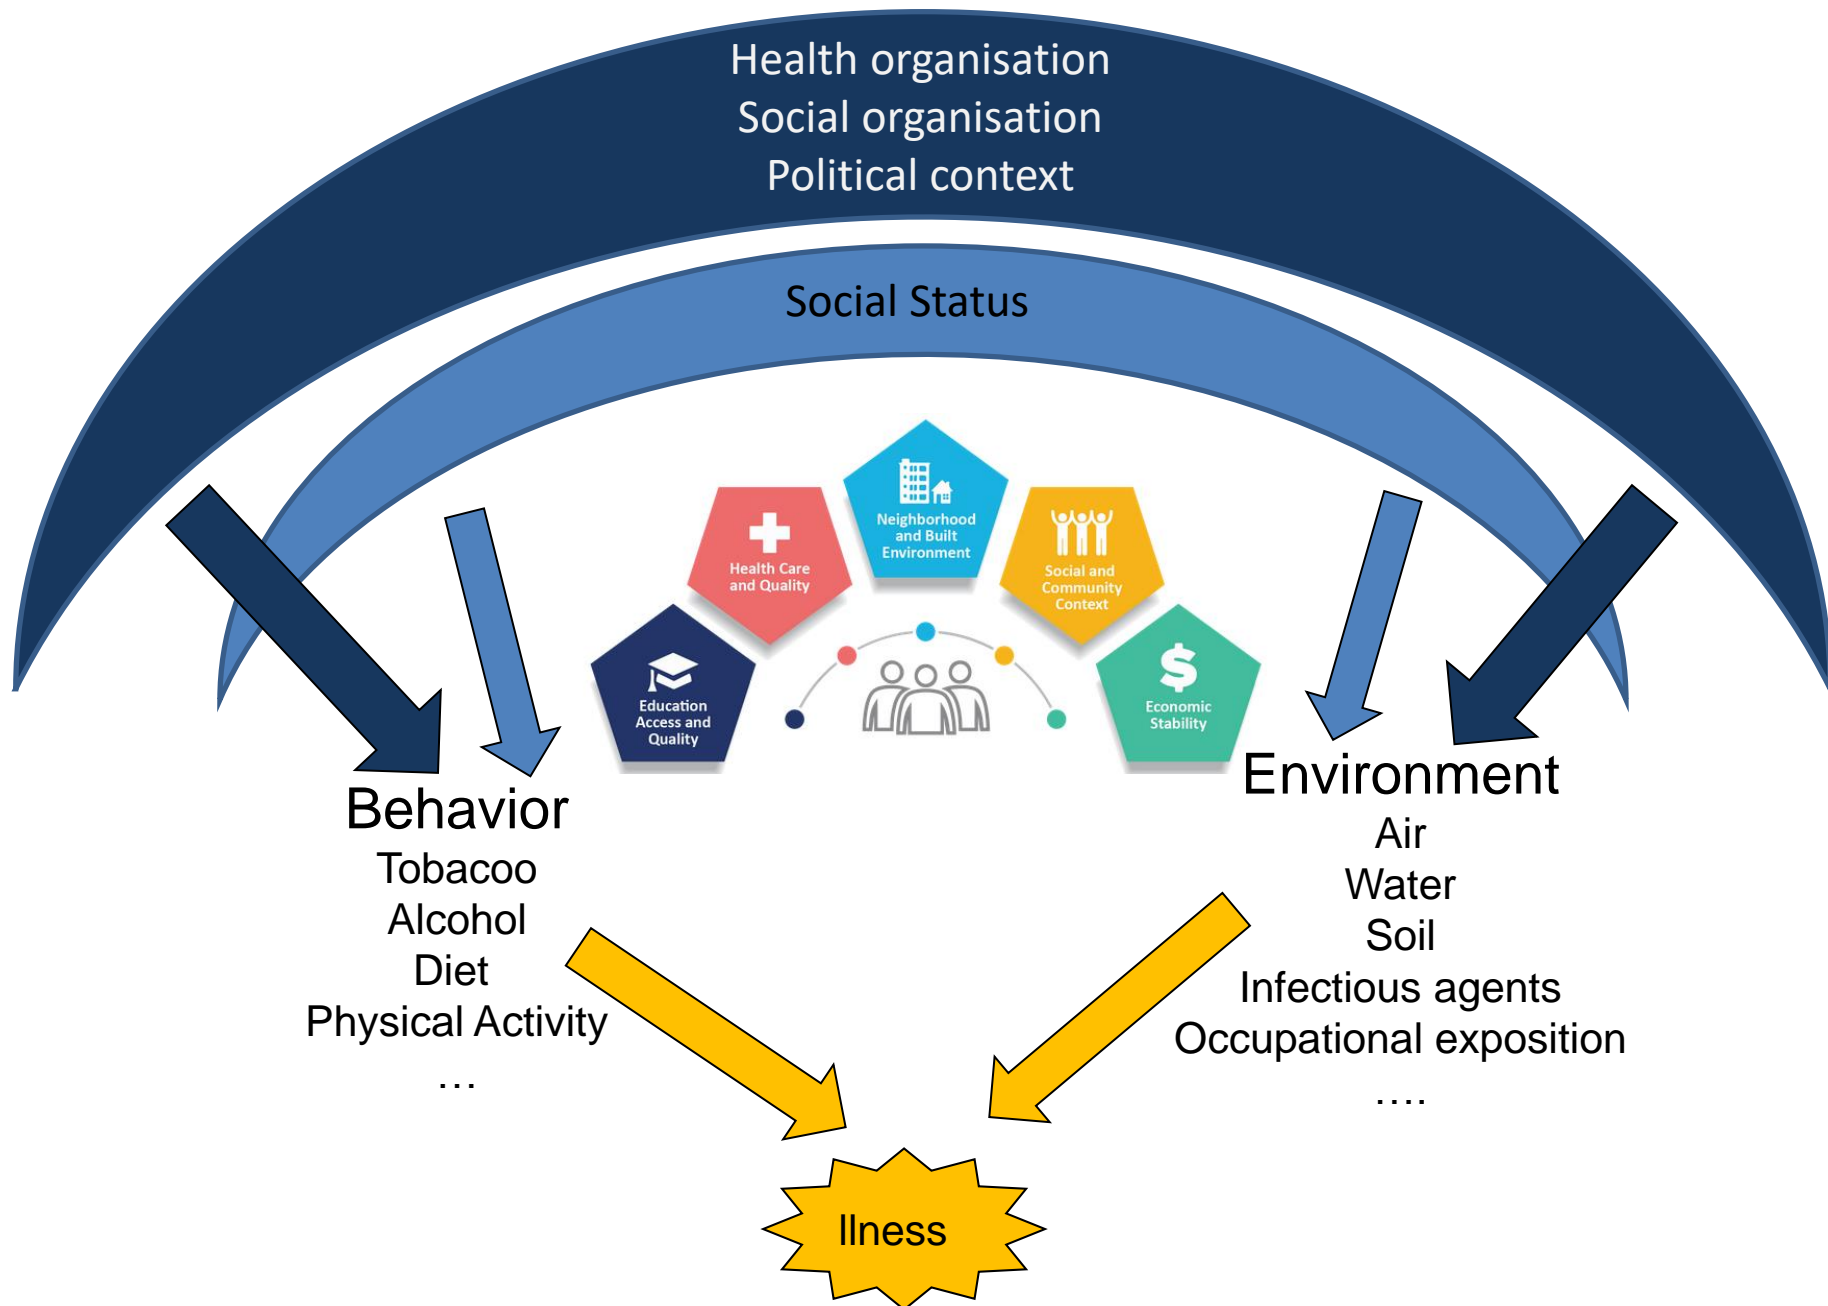 Health organisation
Social organisation
Political context
Social Status
Neighborhood
and Built
Environment
Health Care
and Quality
Social and
Community
Context
Education
Access and
Quality
$
Economic
Stability
Behavior
Tobacoo
Alcohol
Diet
Physical Activity
…
Environment
Air
Water
Soil
Infectious agents
Occupational exposition
….
Ilness